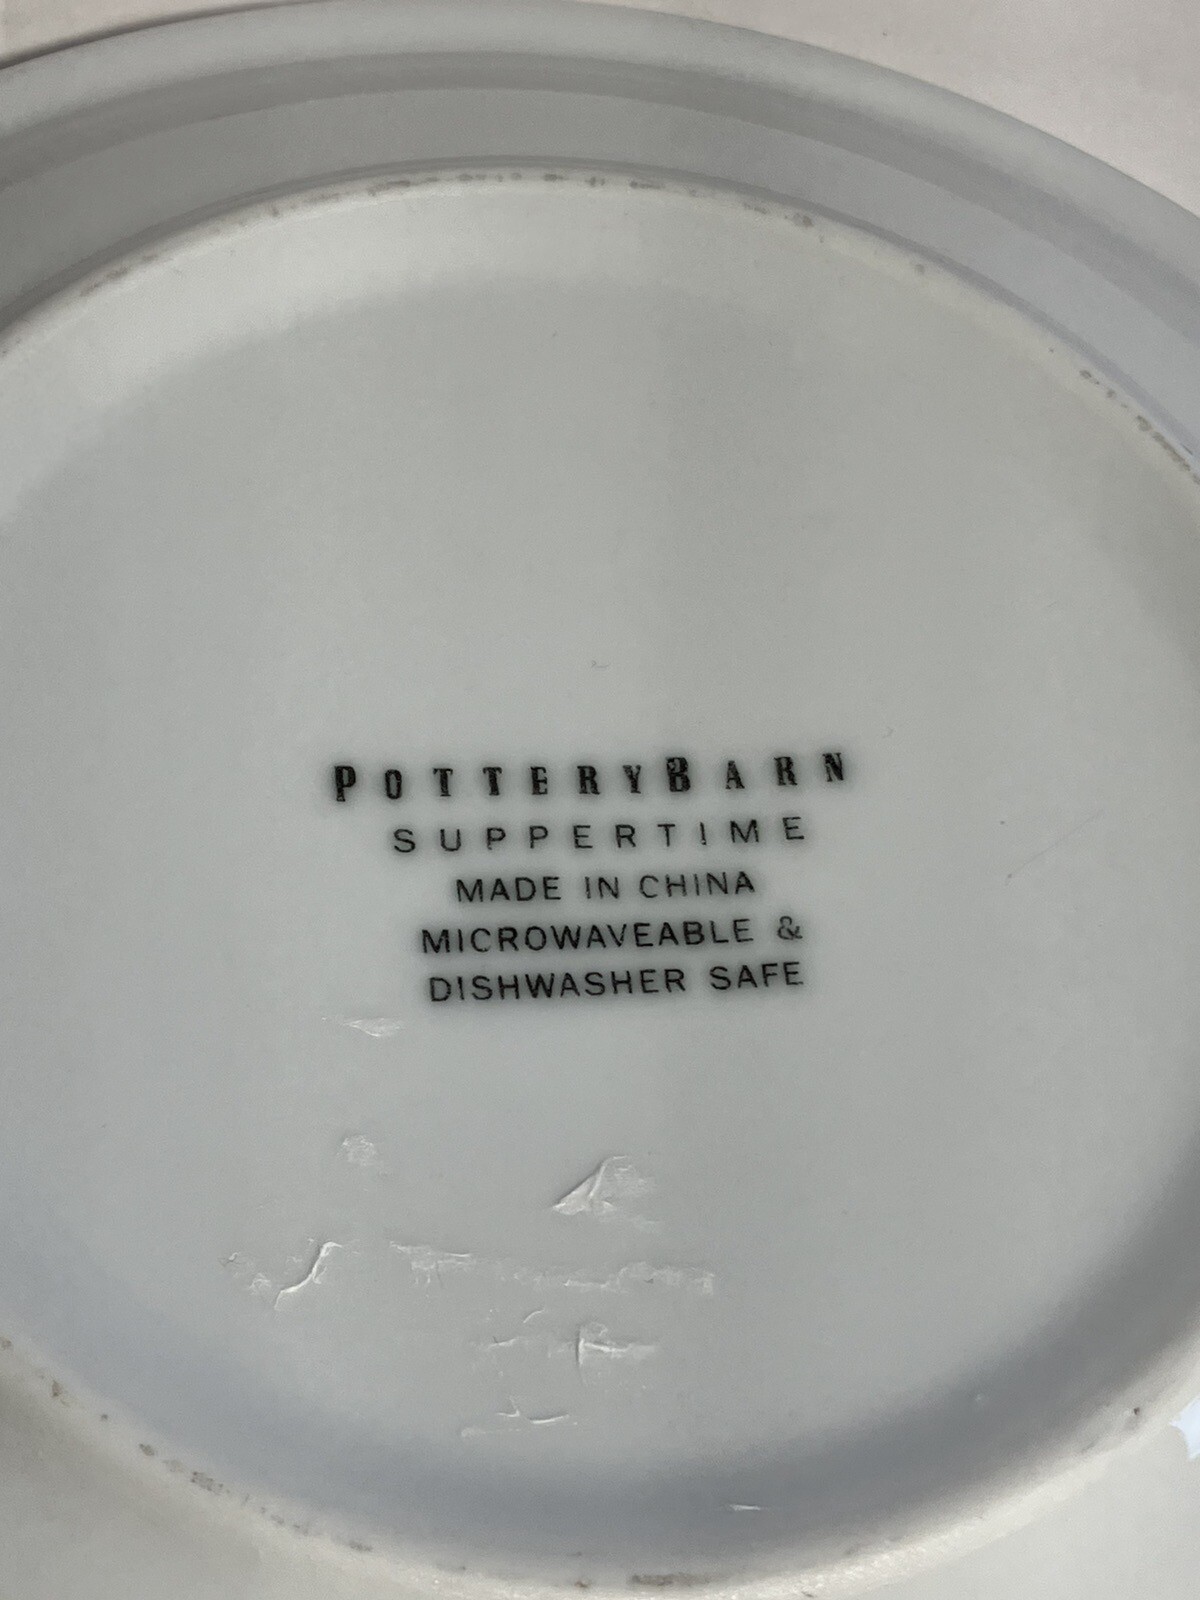 POTTERYBARN
SUPPERTIME
MADE IN CHINA
MICROWAVEABLE &
DISHWASHER SAFE